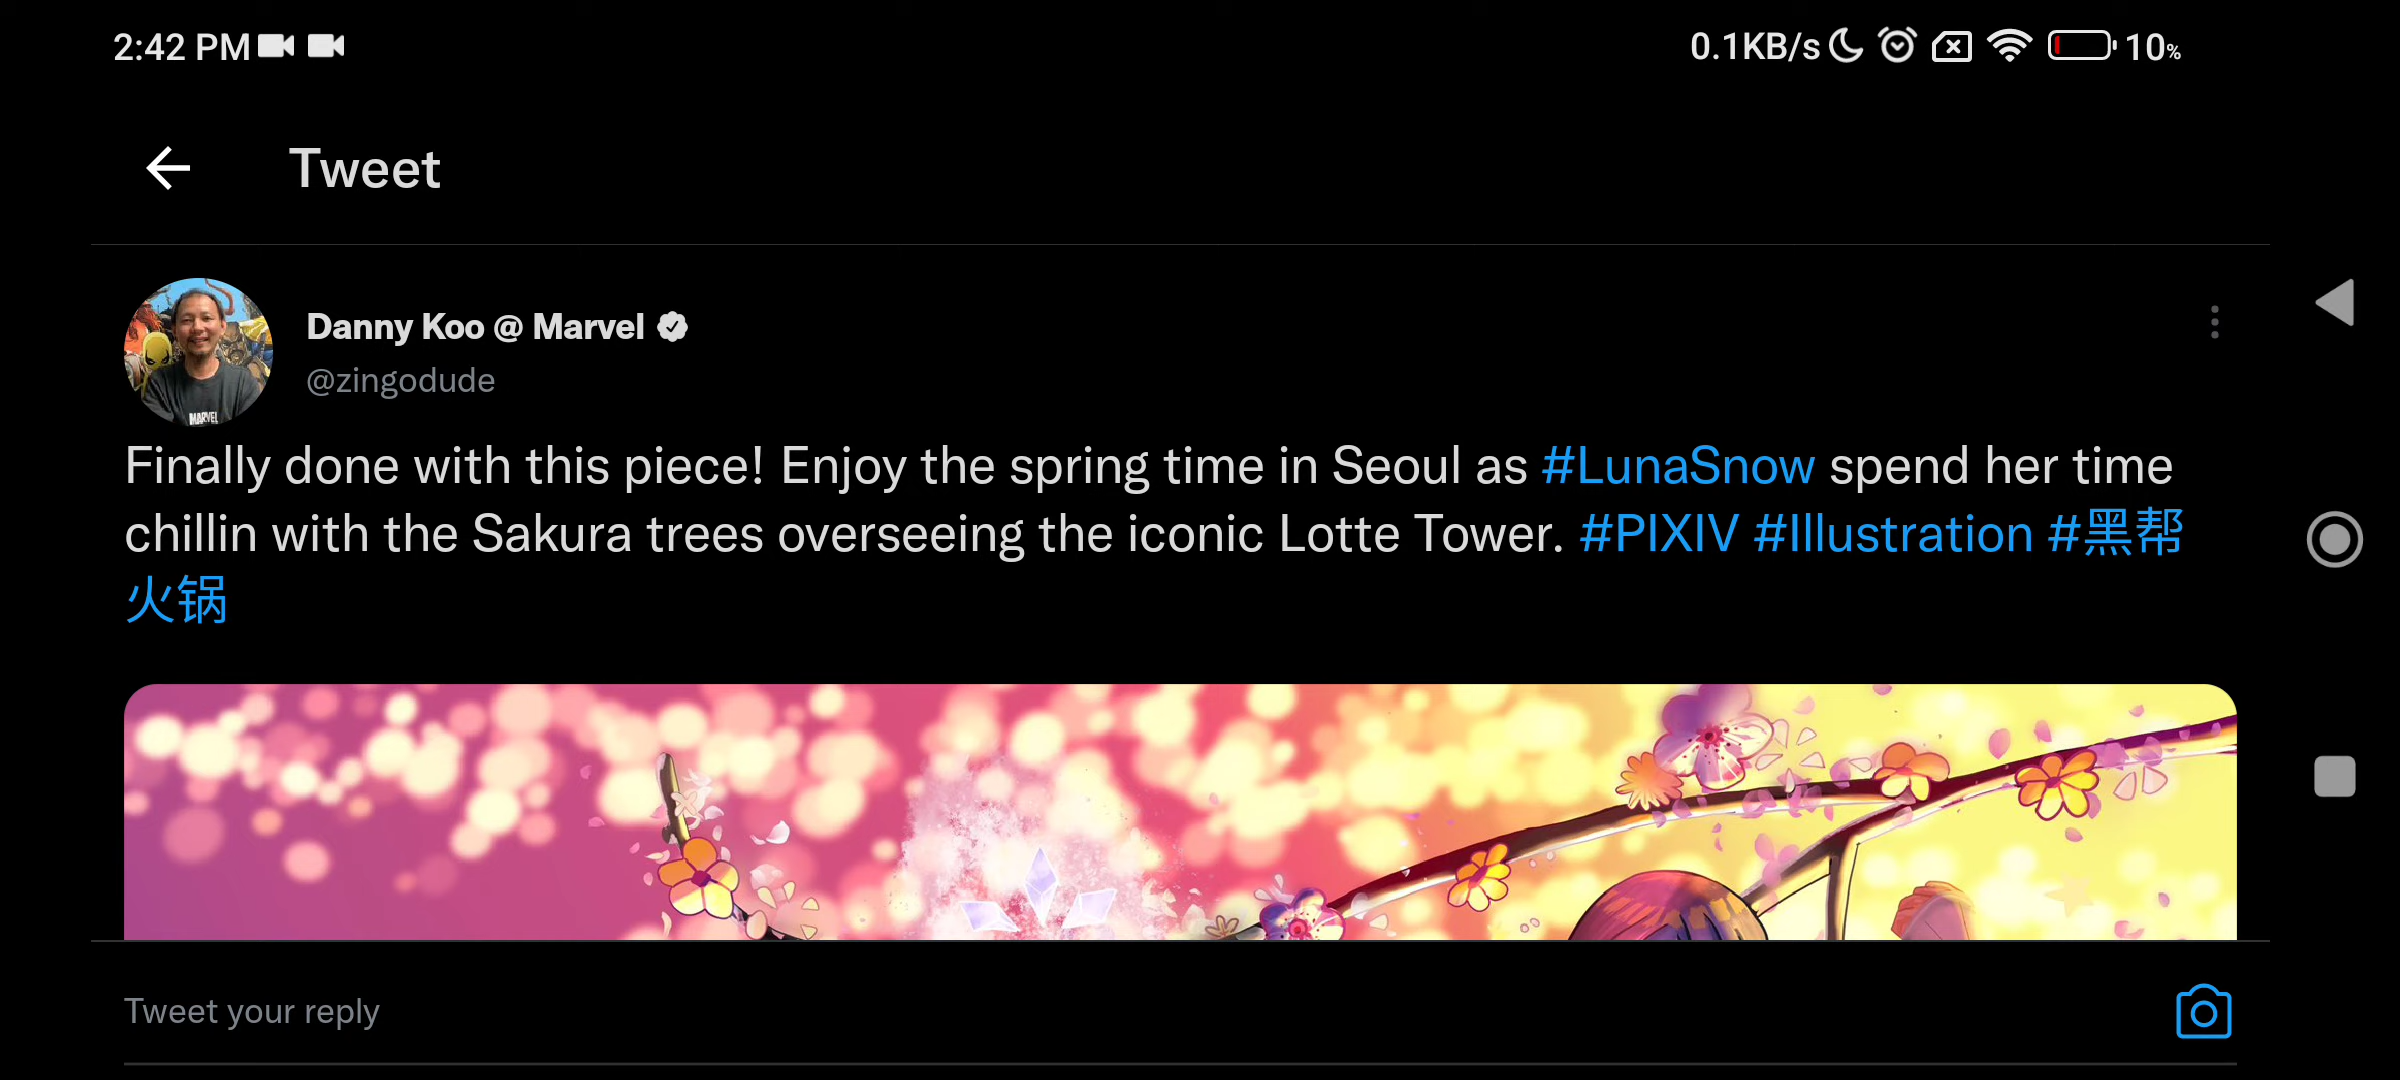 2:42 PM 0.1KB/s 10%
Tweet
Danny Koo @ Marvel
@zingodude
MARVEL
Finally done with this piece! Enjoy the spring time in Seoul as #LunaSnow spend her time
chillin with the Sakura trees overseeing the iconic Lotte Tower. #PIXIV #Illustration #黑帮
火锅
Tweet your reply